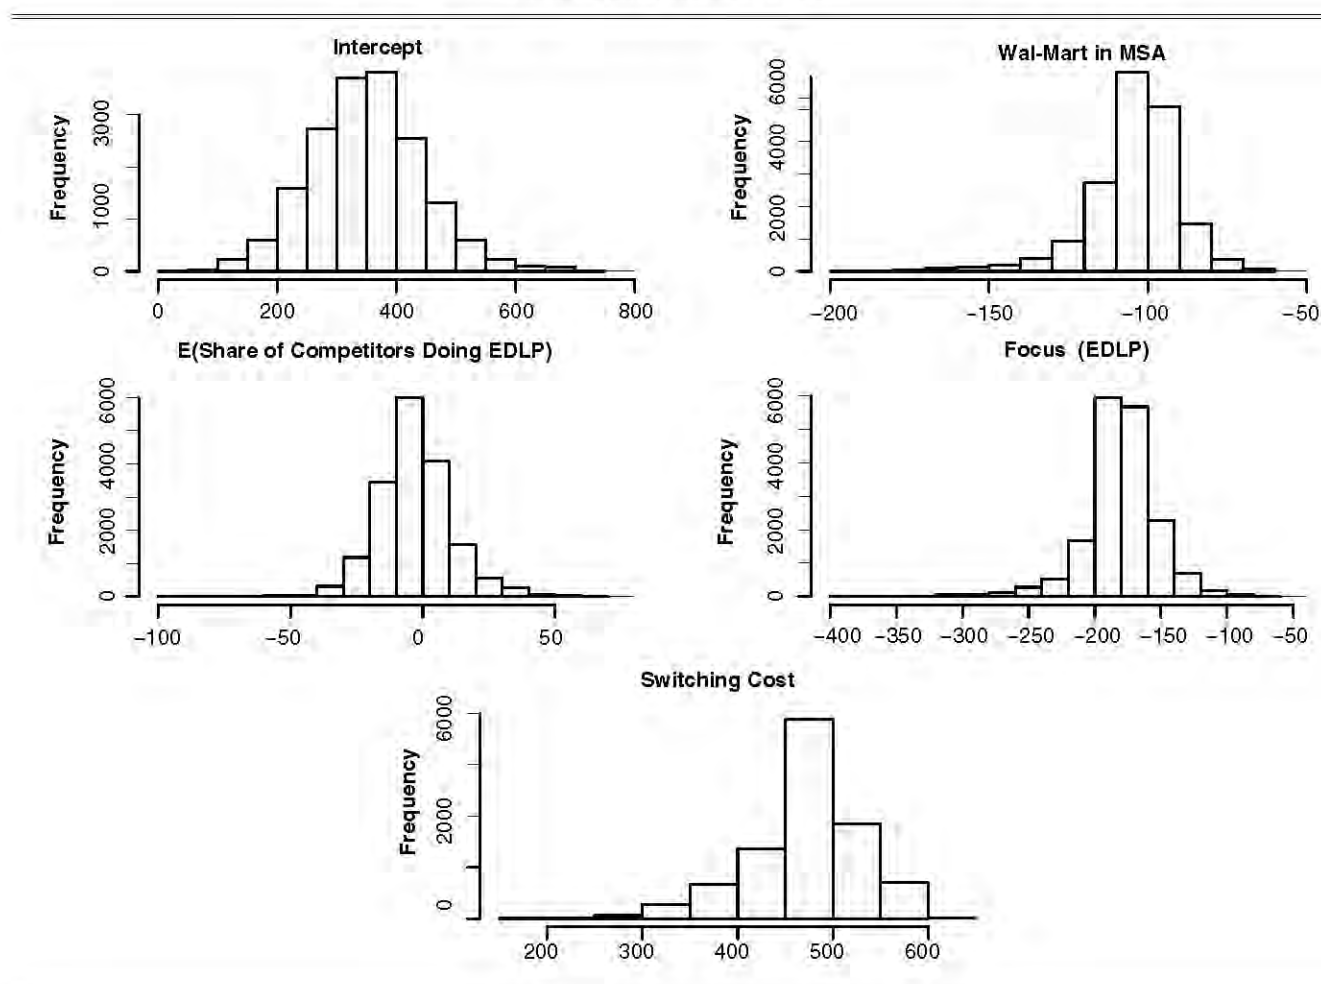 Intercept
Frequency
3000
1000
0
0 200 400 600 800
Wal-Mart in MSA
Frequency
6000
4000
2000
0
−200 −150 −100 −50
E(Share of Competitors Doing EDLP)
Frequency
6000
4000
2000
0
−100 −50 0 50
Focus (EDLP)
Frequency
6000
4000
2000
0
−400 −350 −300 −250 −200 −150 −100 −50
Switching Cost
Frequency
6000
2000
0
200 300 400 500 600